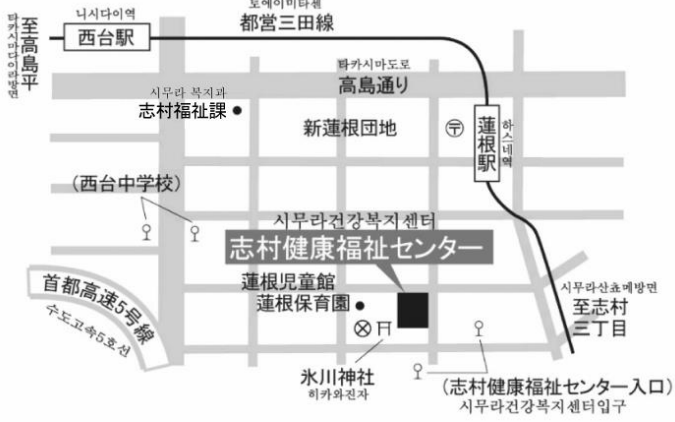 토에이미타센
都営三田線
니시다이역
西台駅
至高島平
타카시마다이라방면
타카시마도로
高島通り
시무라 복지과
志村福祉課
新蓮根団地
蓮根駅
하스네역
(西台中学校)
시무라건강복지센터
志村健康福祉センター
蓮根児童館
蓮根保育園
首都高速5号線
수도고속5호선
시무라산쵸메방면
至志村
三丁目
氷川神社
히카와진자
(志村健康福祉センター入口)
시무라건강복지센터입구